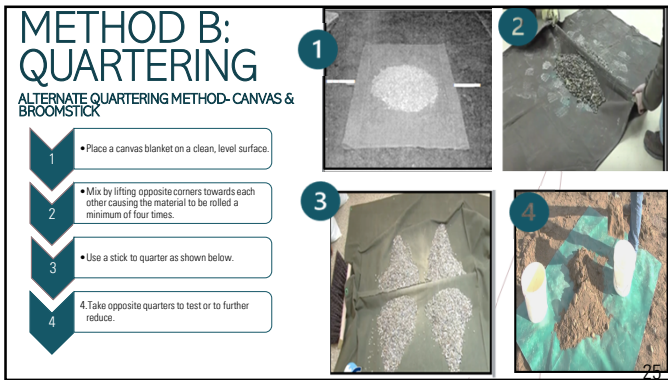 METHOD B:
QUARTERING
ALTERNATE QUARTERING METHOD- CANVAS &
BROOMSTICK
1
•Place a canvas blanket on a clean, level surface.
2
•Mix by lifting opposite corners towards each
other causing the material to be rolled a
minimum of four times.
3
•Use a stick to quarter as shown below.
4
4.Take opposite quarters to test or to further
reduce.
1
2
3
4
25